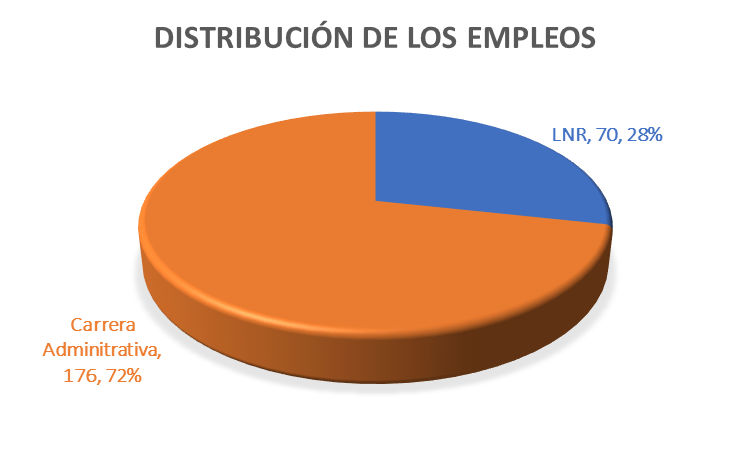 DISTRIBUCIÓN DE LOS EMPLEOS
LNR, 70, 28%
Carrera
Adminitrativa,
176, 72%